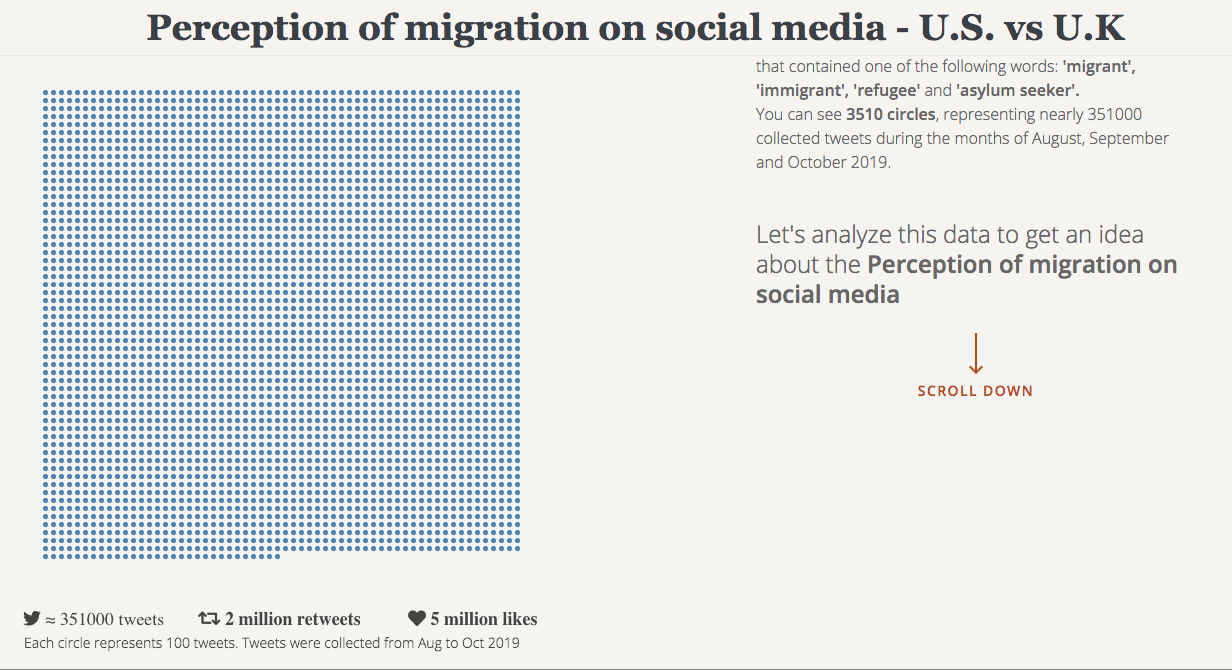 Perception of migration on social media - U.S. vs U.K
that contained one of the following words: 'migrant',
'immigrant', 'refugee' and 'asylum seeker'.
You can see 3510 circles, representing nearly 351000
collected tweets during the months of August, September
and October 2019.
Let's analyze this data to get an idea
about the Perception of migration on
social media
SCROLL DOWN
≈ 351000 tweets 2 million retweets 5 million likes
Each circle represents 100 tweets. Tweets were collected from Aug to Oct 2019